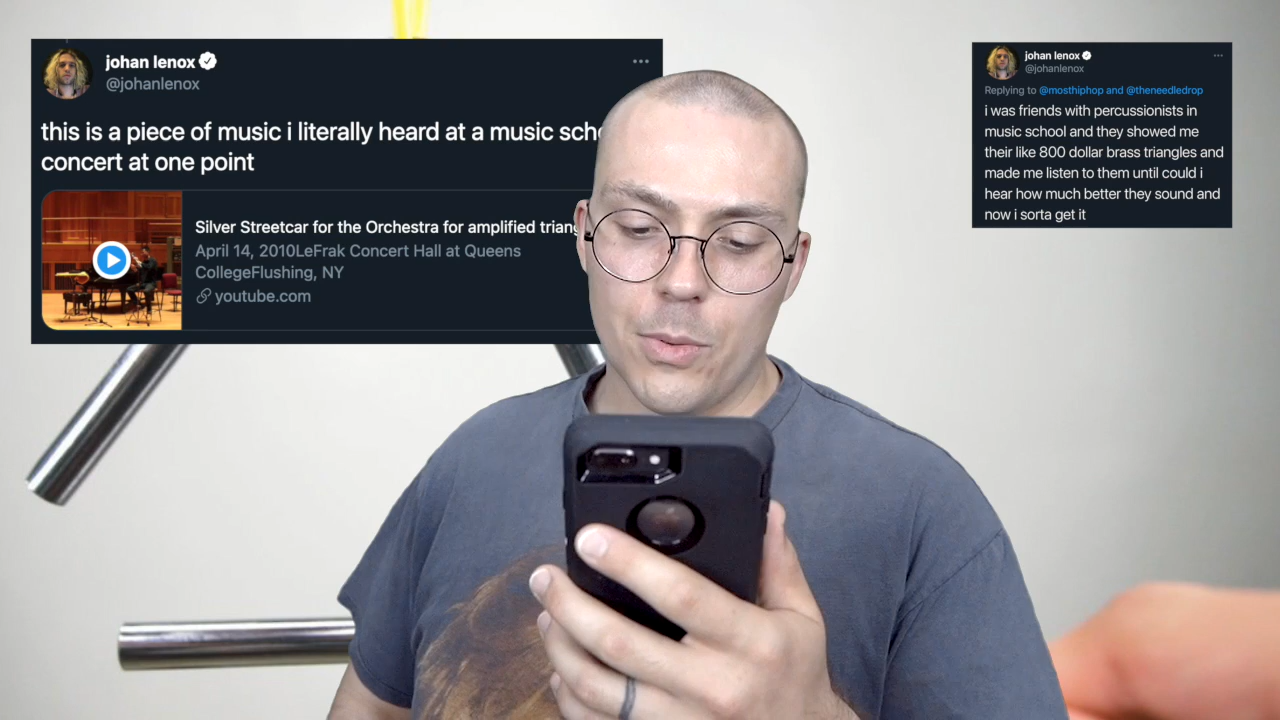 johan lenox
@johanlenox
this is a piece of music i literally heard at a music
concert at one point
Silver Streetcar for the Orchestra for amplified
April 14, 2010LeFrak Concert Hall at Queens
CollegeFlushing, NY
youtube.com
johan lenox
@johanlenox
Replying to @mosthiphop and @theneedledrop
i was friends with percussionists in
music school and they showed me
their like 800 dollar brass triangles and
made me listen to them until could i
hear how much better they sound and
now i sorta get it